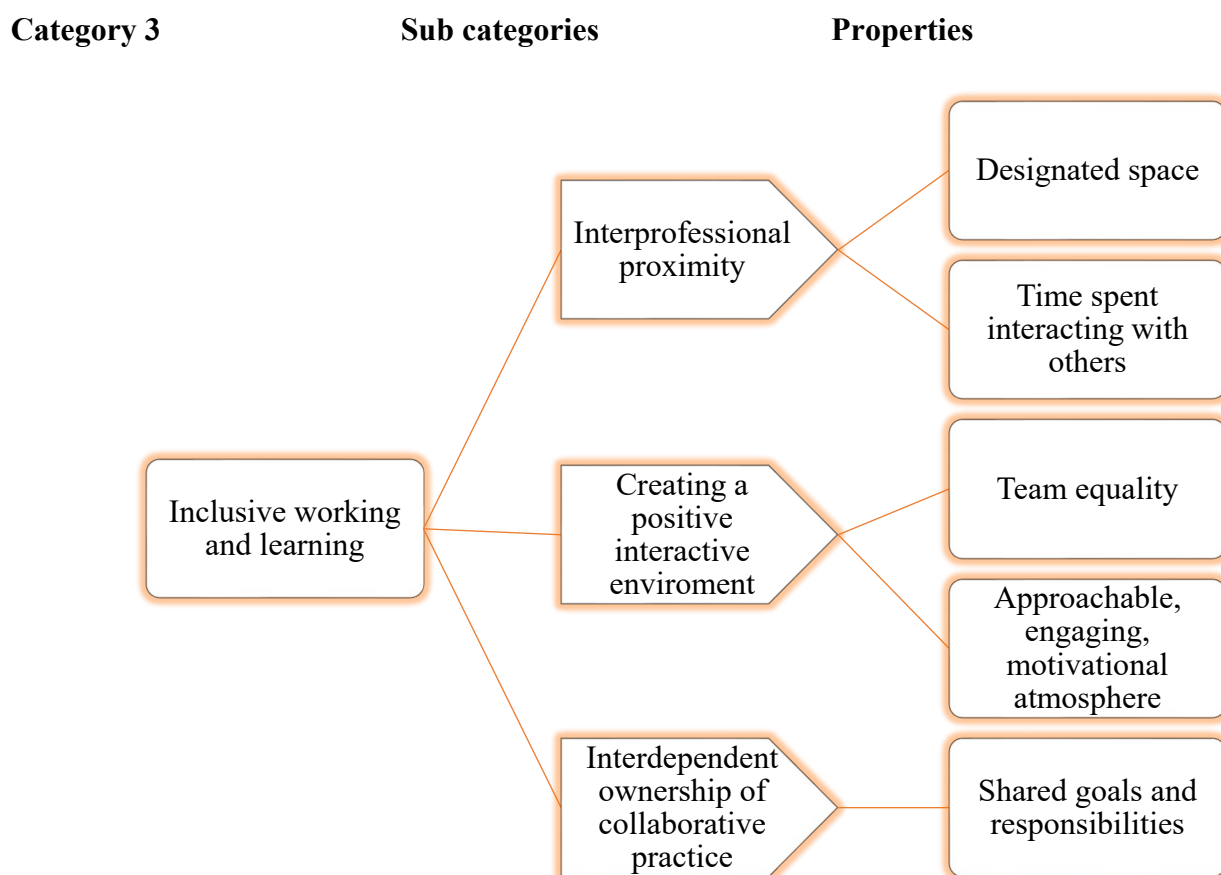 Category 3 Sub categories Properties
Inclusive working
and learning
Interprofessional
proximity
Designated space
Time spent
interacting with
others
Creating a
positive
interactive
enviroment
Team equality
Approachable,
engaging,
motivational
atmosphere
Interdependent
ownership of
collaborative
practice
Shared goals and
responsibilities